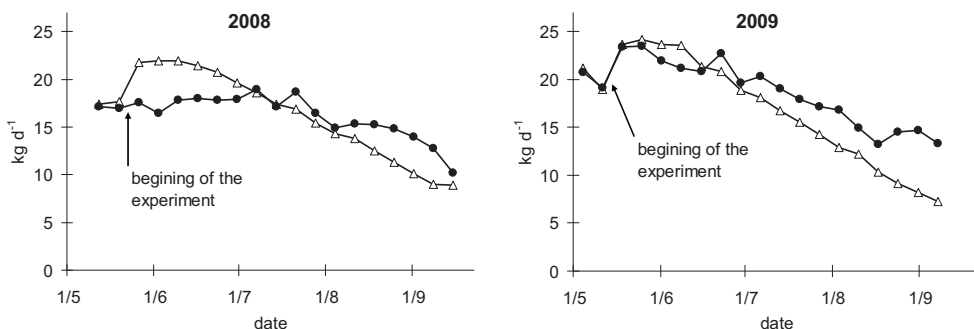 2008
25
20
15
10
5
0
kg d-1
begining of the
experiment
1/5 1/6 1/7 1/8 1/9
date
2009
25
20
15
10
5
0
kg d-1
begining of the
experiment
1/5 1/6 1/7 1/8 1/9
date